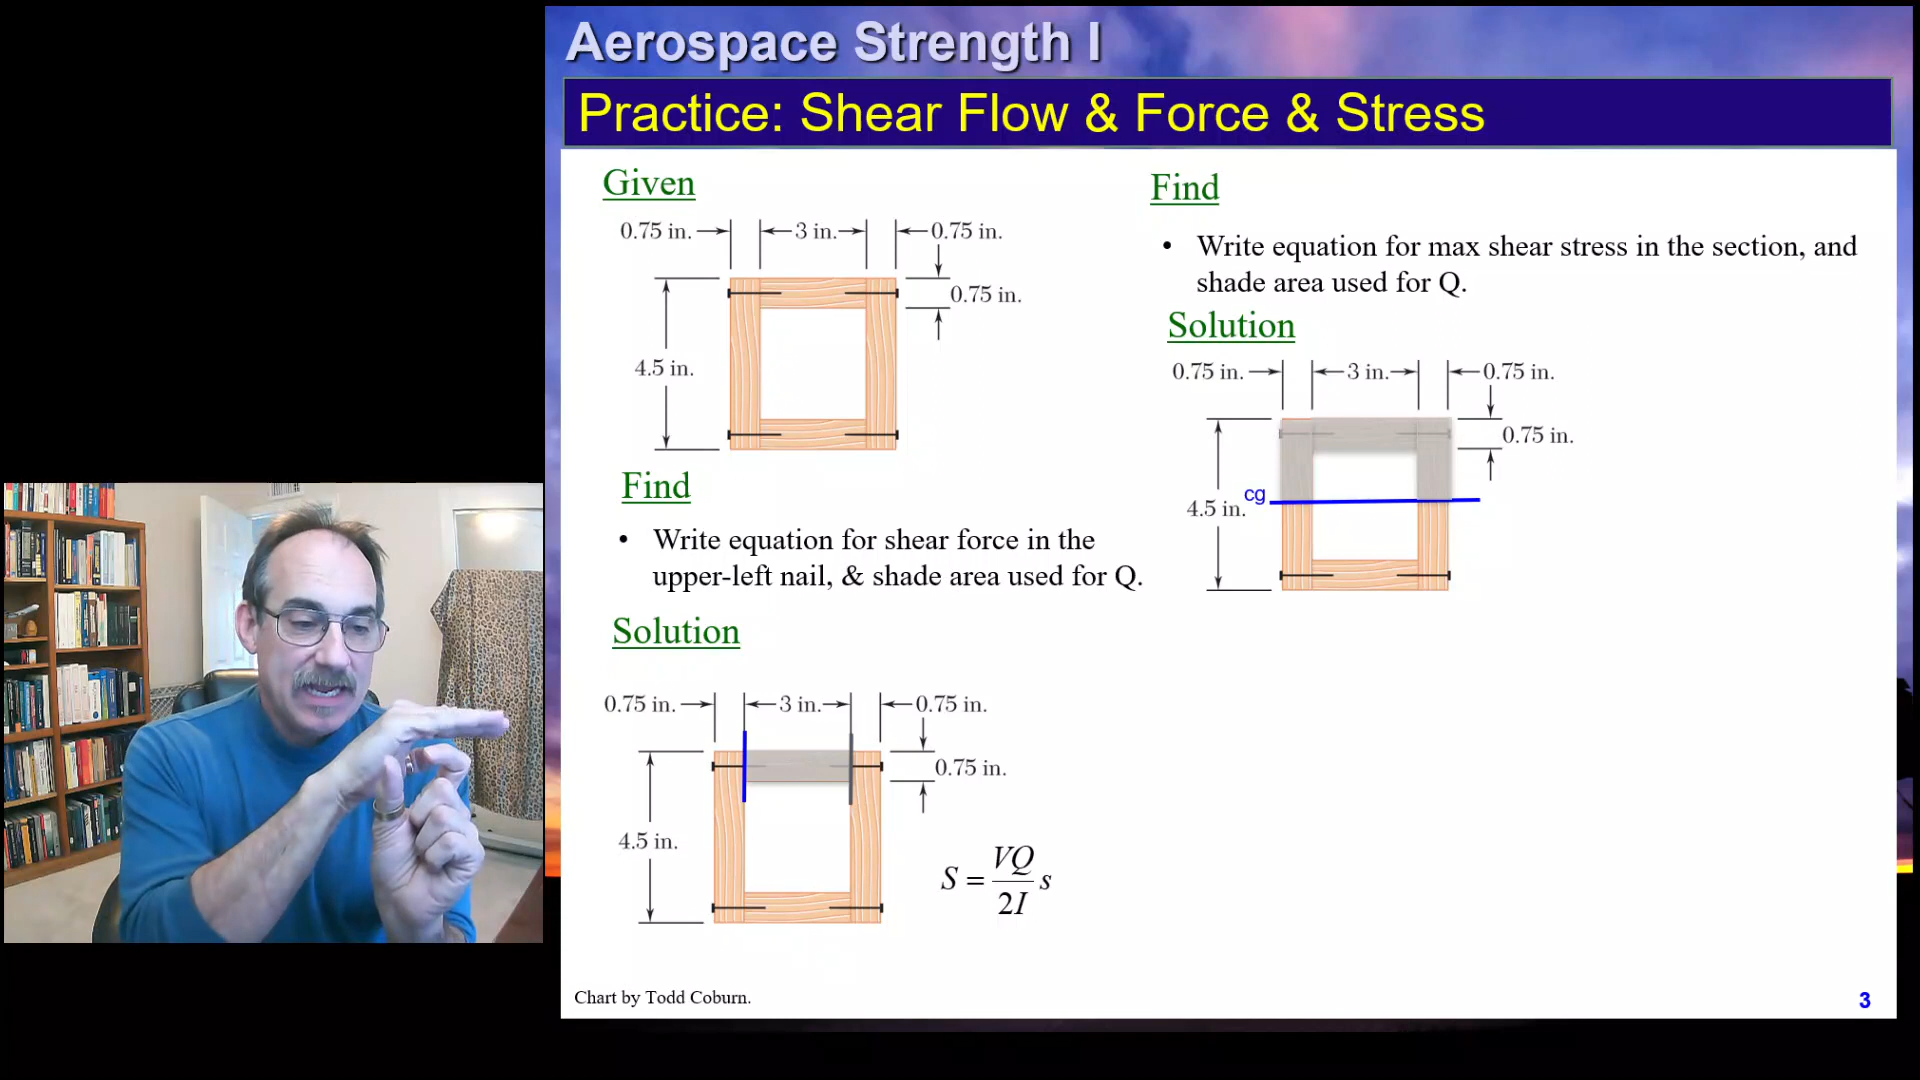 Aerospace Strength I
Practice: Shear Flow & Force & Stress
Given
0.75 in.
3 in.
0.75 in.
0.75 in.
4.5 in.
Find
• Write equation for shear force in the
upper-left nail, & shade area used for Q.
Solution
0.75 in.
3 in.
0.75 in.
0.75 in.
4.5 in.
S = VQ/2I s
Find
• Write equation for max shear stress in the section, and
shade area used for Q.
Solution
0.75 in.
3 in.
0.75 in.
0.75 in.
cg
4.5 in.
Chart by Todd Coburn.
3